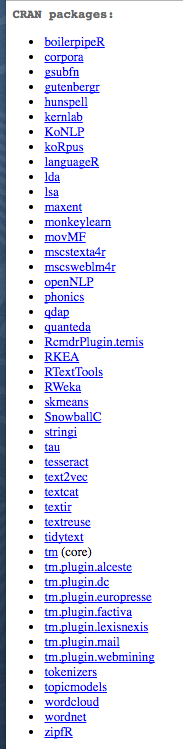 CRAN packages:
boilerpipeR
corpora
gsubfn
gutenbergr
hunspell
kernlab
KoNLP
koRpus
languageR
lda
lsa
maxent
monkeylearn
movMF
mscstexta4r
mscsweblm4r
openNLP
phonics
qdap
quanteda
RcmdrPlugin.temis
RKEA
RTextTools
RWeka
skmeans
SnowballC
stringi
tau
tesseract
text2vec
textcat
textir
textreuse
tidytext
tm (core)
tm.plugin.alceste
tm.plugin.dc
tm.plugin.europresse
tm.plugin.factiva
tm.plugin.lexisnexis
tm.plugin.mail
tm.plugin.webmining
tokenizers
topicmodels
wordcloud
wordnet
zipfR